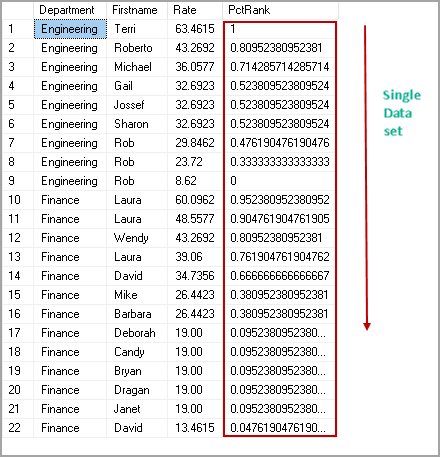 Department Firstname Rate PctRank
1 Engineering Terri 63.4615 1
2 Engineering Roberto 43.2692 0.80952380952381
3 Engineering Michael 36.0577 0.714285714285714
4 Engineering Gail 32.6923 0.523809523809524
5 Engineering Jossef 32.6923 0.523809523809524
6 Engineering Sharon 32.6923 0.523809523809524
7 Engineering Rob 29.8462 0.476190476190476
8 Engineering Rob 23.72 0.333333333333333
9 Engineering Rob 8.62 0
10 Finance Laura 60.0962 0.952380952380952
11 Finance Laura 48.5577 0.904761904761905
12 Finance Wendy 43.2692 0.80952380952381
13 Finance Laura 39.06 0.761904761904762
14 Finance David 34.7356 0.666666666666667
15 Finance Mike 26.4423 0.380952380952381
16 Finance Barbara 26.4423 0.380952380952381
17 Finance Deborah 19.00 0.0952380952380...
18 Finance Candy 19.00 0.0952380952380...
19 Finance Bryan 19.00 0.0952380952380...
20 Finance Dragan 19.00 0.0952380952380...
21 Finance Janet 19.00 0.0952380952380...
22 Finance David 13.4615 0.0476190476190...
Single
Data
set